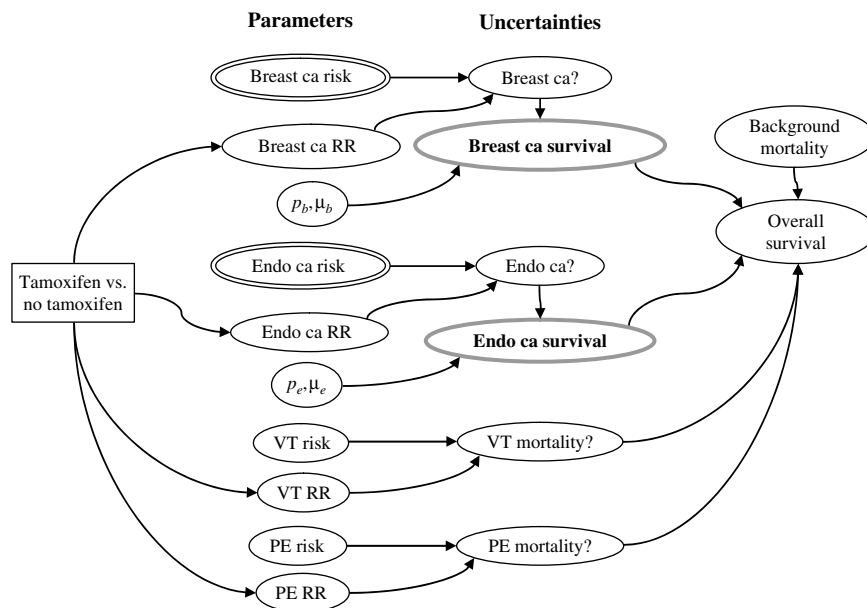 Parameters
Uncertainties
Breast ca risk
Breast ca?
Breast ca RR
Breast ca survival
Background
mortality
p_b, μ_b
Overall
survival
Endo ca risk
Endo ca?
Tamoxifen vs.
no tamoxifen
Endo ca RR
Endo ca survival
p_e, μ_e
VT risk
VT mortality?
VT RR
PE risk
PE mortality?
PE RR